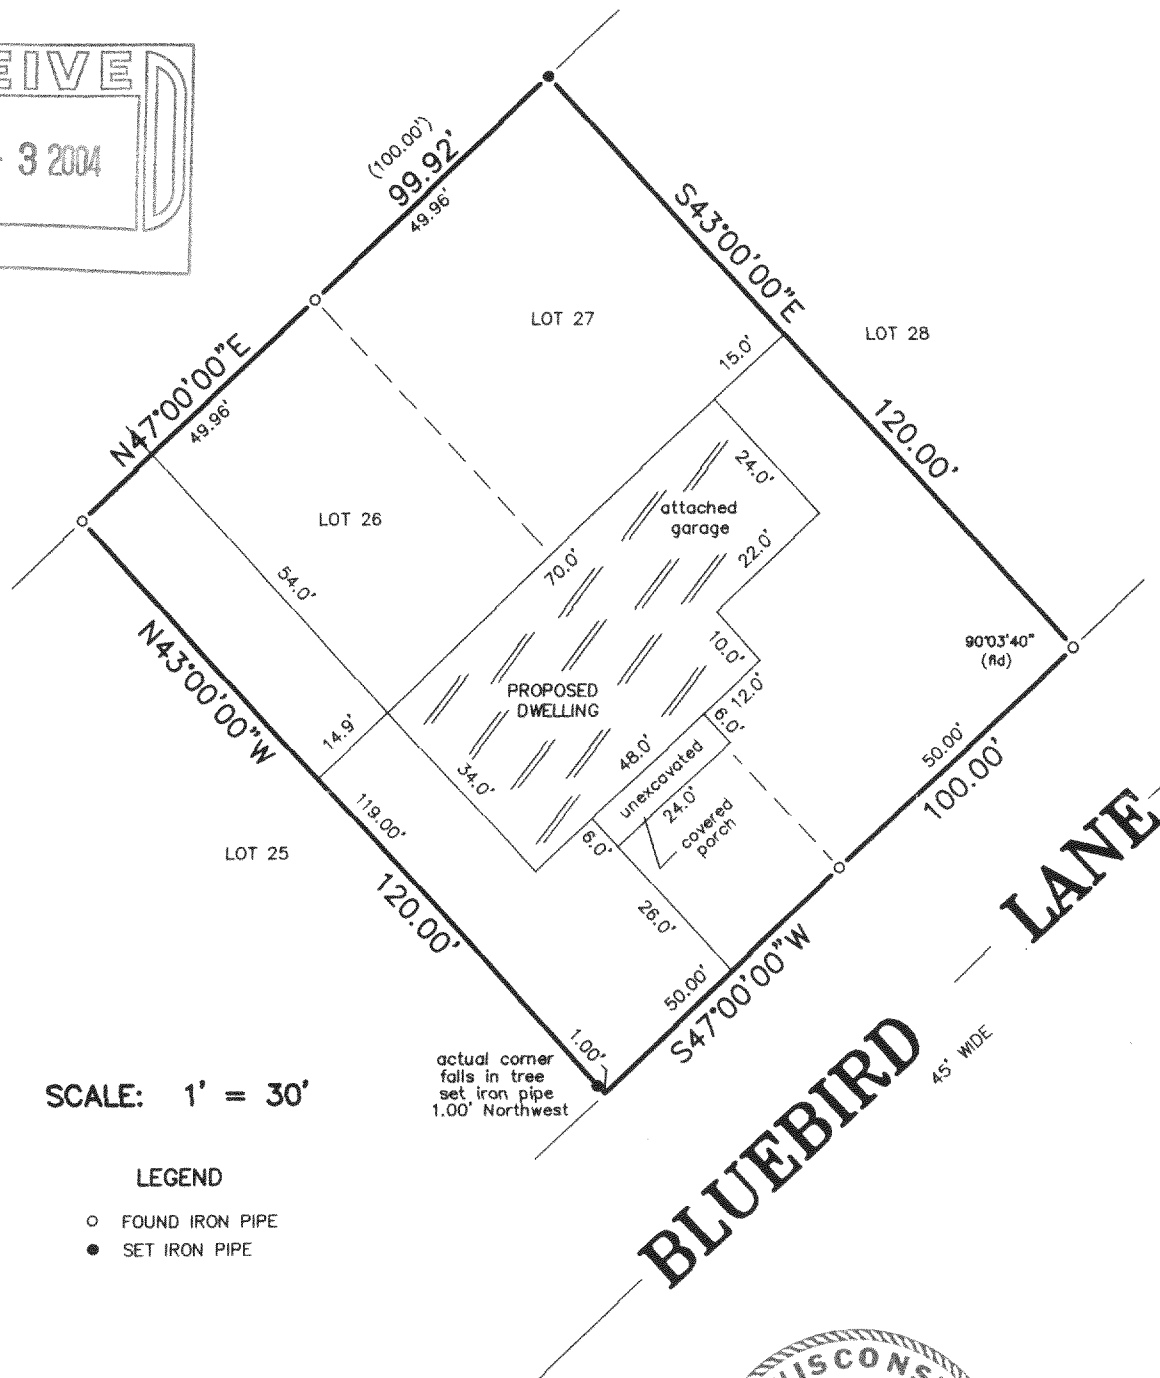 EIVED
3 2004
(100.00')
99.92'
49.96'
S43°00'00"E
N47°00'00"E
49.96'
LOT 27
LOT 28
15.0'
120.00'
24.0'
attached
garage
22.0'
LOT 26
70.0'
54.0'
10.0'
90°03'40"
(fld)
N43°00'00"W
PROPOSED
DWELLING
12.0'
6.0'
14.9'
48.0'
34.0'
unexcavated
24.0'
covered
porch
6.0'
50.00'
100.00'
119.00'
LOT 25
120.00'
26.0'
50.00'
S47°00'00"W
BLUEBIRD LANE
45' WIDE
1.00'
actual corner
falls in tree
set iron pipe
1.00' Northwest
SCALE: 1' = 30'
LEGEND
FOUND IRON PIPE
SET IRON PIPE